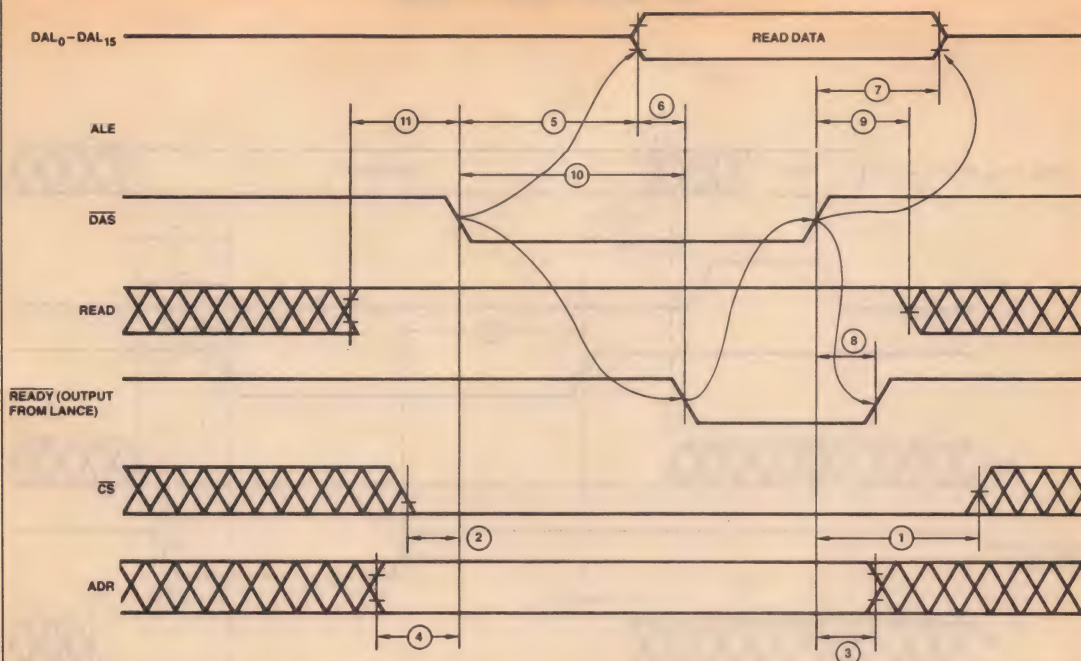 DAL0–DAL15
READ DATA
7
11
5
6
9
ALE
10
DAS
READ
8
READY (OUTPUT
FROM LANCE)
CS
2
1
ADR
4
3